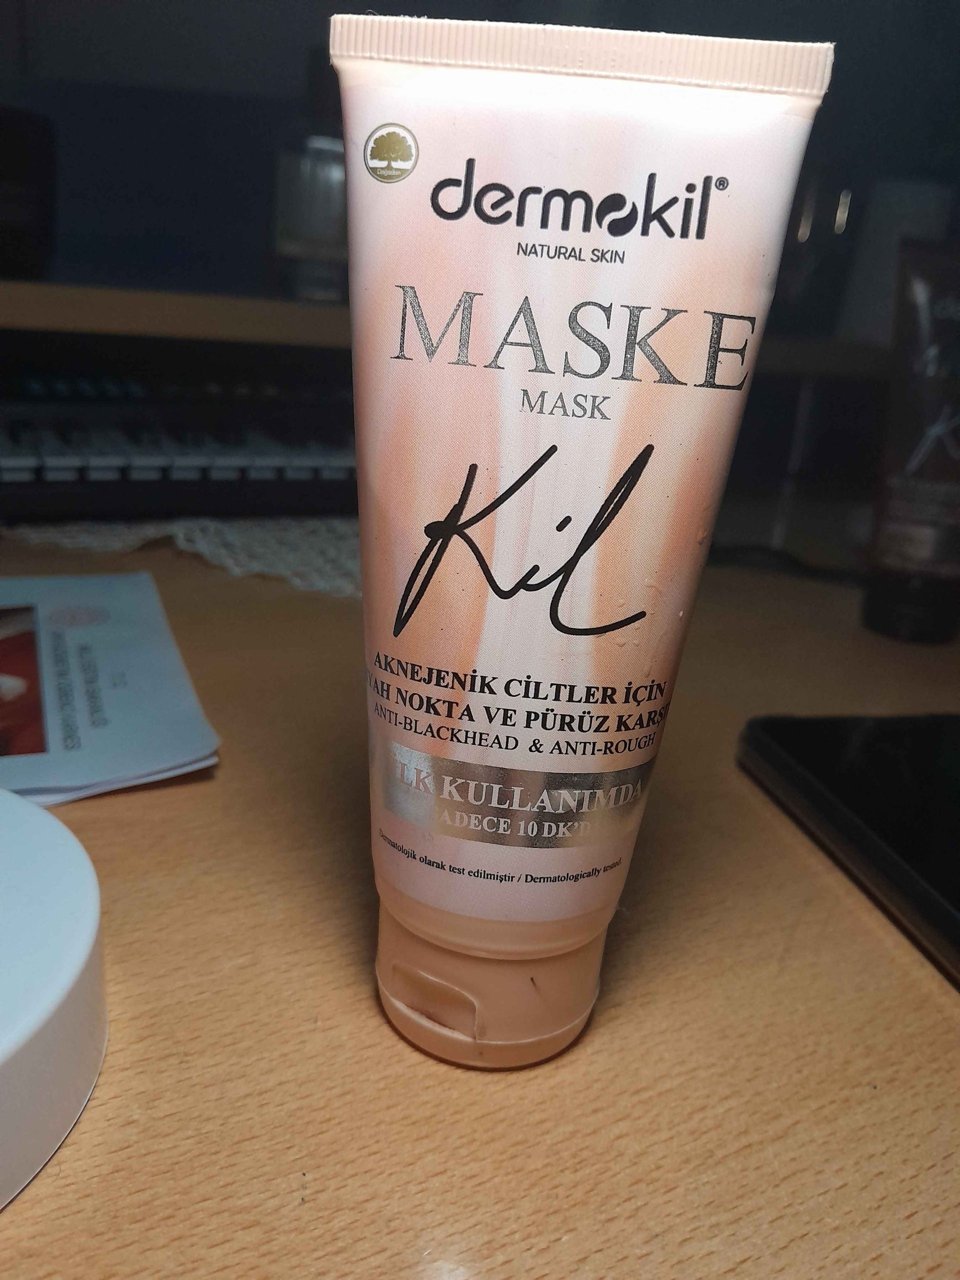 dermokil®
NATURAL SKIN
MASKE
MASK
Kil
AKNEJENİK CİLTLER İÇİN
NOKTA VE PÜRÜZ
ANTI-BLACKHEAD & ANTI-ROUGH
KULLANIMDA
10
Dermatolojik olarak test edilmiştir / Dermatologically tested